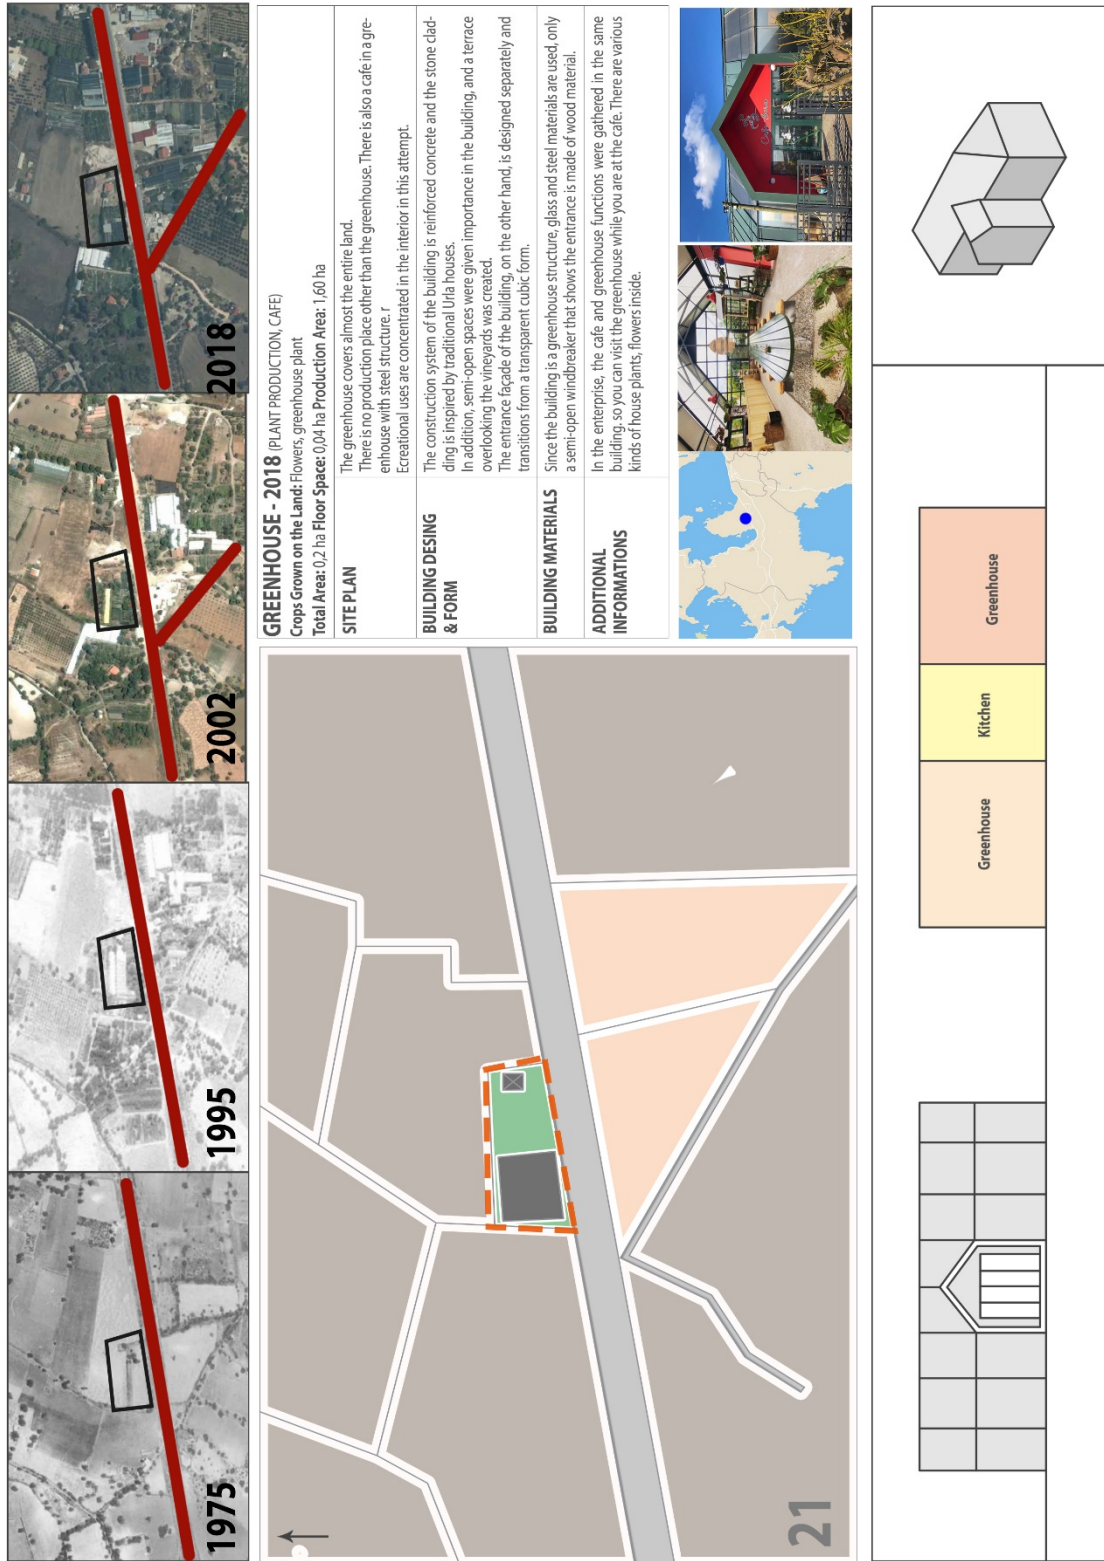 1975
1995
2002
2018
21
GREENHOUSE - 2018 (PLANT PRODUCTION, CAFE)
Crops Grown on the Land: Flowers, greenhouse plant
Total Area: 0,2 ha Floor Space: 0,04 ha Production Area: 1,60 ha
SITE PLAN
The greenhouse covers almost the entire land.
There is no production place other than the greenhouse. There is also a cafe in a gre-
enhouse with steel structure. r
Ecreational uses are concentrated in the interior in this attempt.
BUILDING DESING
& FORM
The construction system of the building is reinforced concrete and the stone clad-
ding is inspired by traditional Urla houses.
In addition, semi-open spaces were given importance in the building, and a terrace
overlooking the vineyards was created.
The entrance façade of the building, on the other hand, is designed separately and
transitions from a transparent cubic form.
BUILDING MATERIALS
Since the building is a greenhouse structure, glass and steel materials are used, only
a semi-open windbreaker that shows the entrance is made of wood material.
ADDITIONAL
INFORMATIONS
In the enterprise, the cafe and greenhouse functions were gathered in the same
building, so you can visit the greenhouse while you are at the cafe. There are various
kinds of house plants, flowers inside.
Greenhouse
Kitchen
Greenhouse